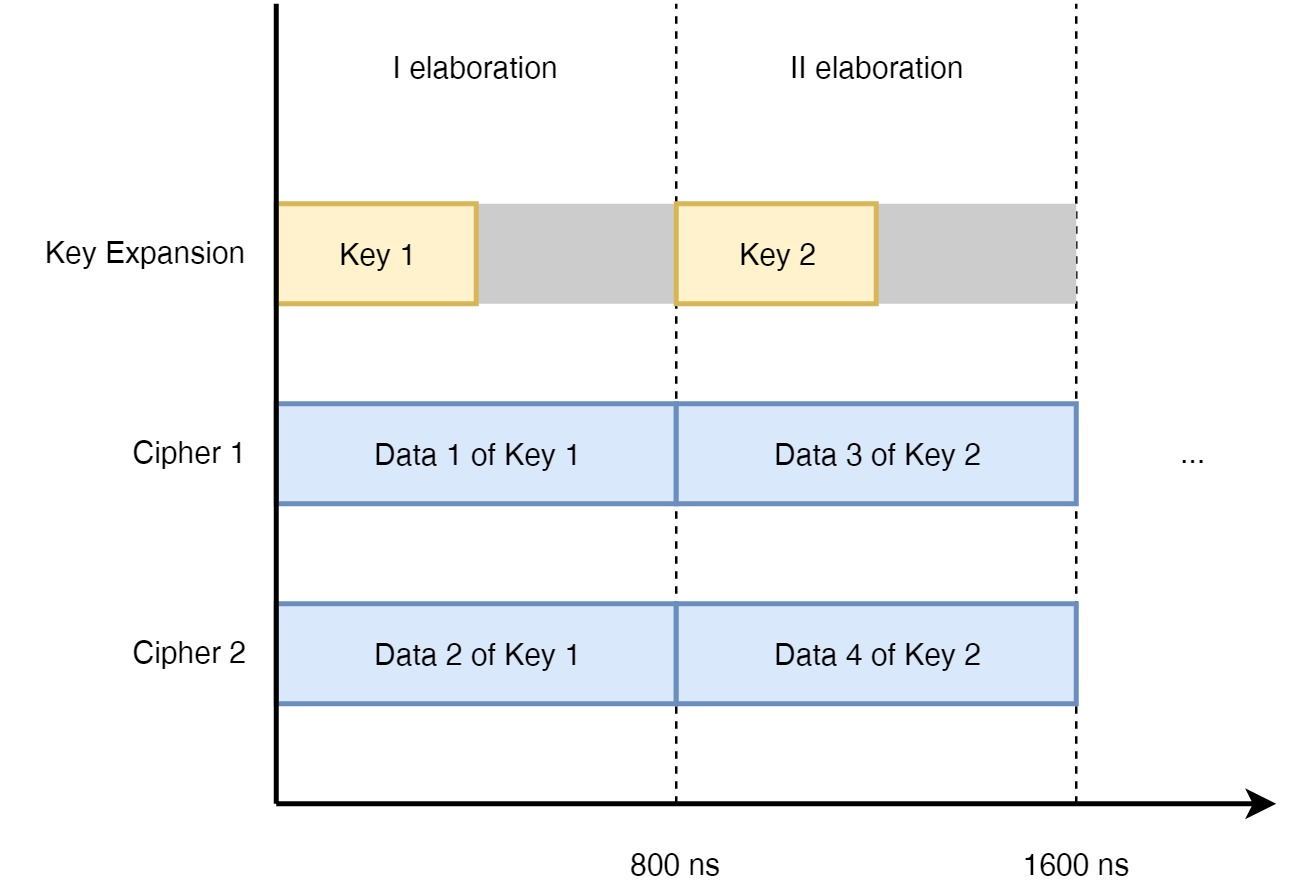 I elaboration
II elaboration
Key Expansion
Key 1
Key 2
Cipher 1
Data 1 of Key 1
Data 3 of Key 2
...
Cipher 2
Data 2 of Key 1
Data 4 of Key 2
800 ns
1600 ns